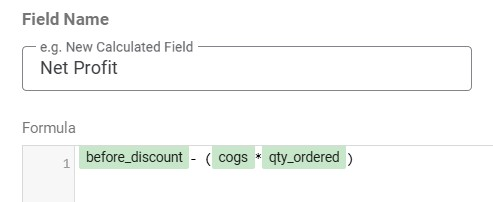 Field Name
e.g. New Calculated Field
Net Profit
Formula
1 before_discount - ( cogs * qty_ordered )